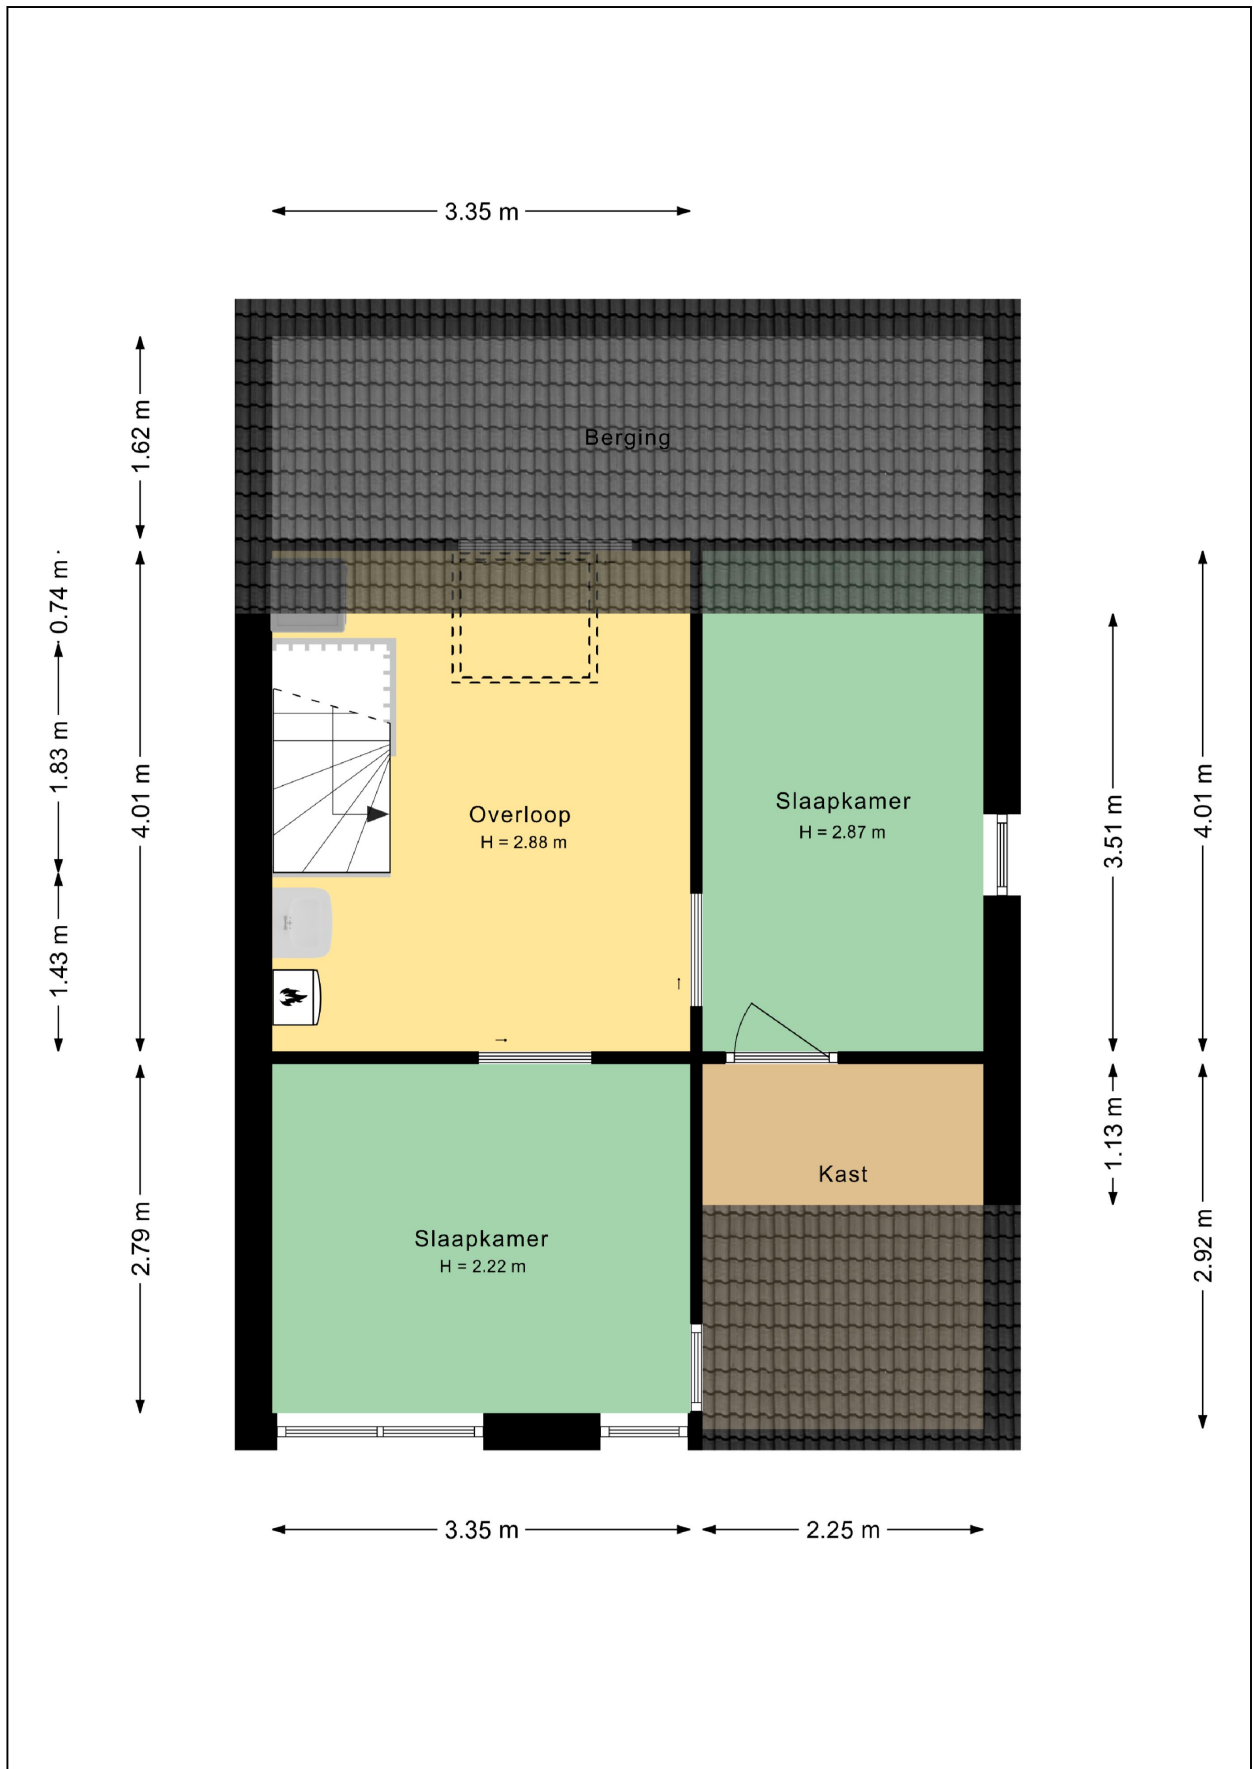 3.35 m
1.62 m
Berging
0.74 m
1.83 m
1.43 m
4.01 m
Overloop
H = 2.88 m
Slaapkamer
H = 2.87 m
3.51 m
4.01 m
1.13 m
Kast
2.79 m
Slaapkamer
H = 2.22 m
2.92 m
3.35 m
2.25 m